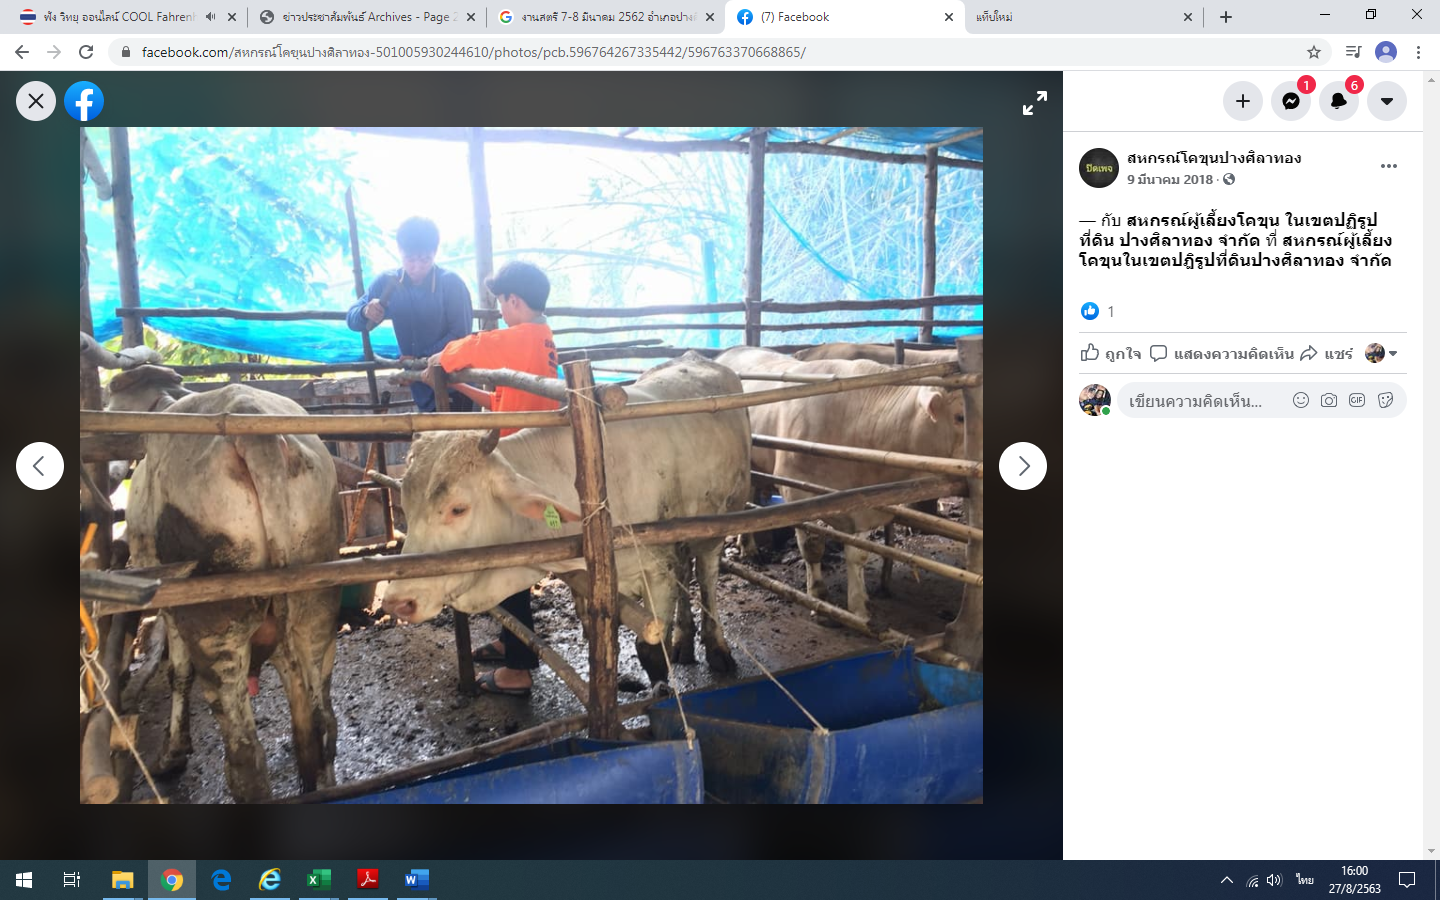 ฟัง วิทยุ ออนไลน์ COOL Fahrenh
ข่าวประชาสัมพันธ์ Archives - Page 2
งานสตรี 7-8 มีนาคม 2562 อำเภอปางศิ
(7) Facebook
แท็บใหม่
facebook.com/สหกรณ์โคขุนปางศิลาทอง-501005930244610/photos/pcb.596764267335442/596763370668865/
1
6
ปิดเพจ
สหกรณ์โคขุนปางศิลาทอง
9 มีนาคม 2018
— กับ สหกรณ์ผู้เลี้ยงโคขุน ในเขตปฏิรูป
ที่ดิน ปางศิลาทอง จำกัด ที่ สหกรณ์ผู้เลี้ยง
โคขุนในเขตปฏิรูปที่ดินปางศิลาทอง จำกัด
1
ถูกใจ แสดงความคิดเห็น แชร์
เขียนความคิดเห็น...
GIF
ไทย
16:00
27/8/2563